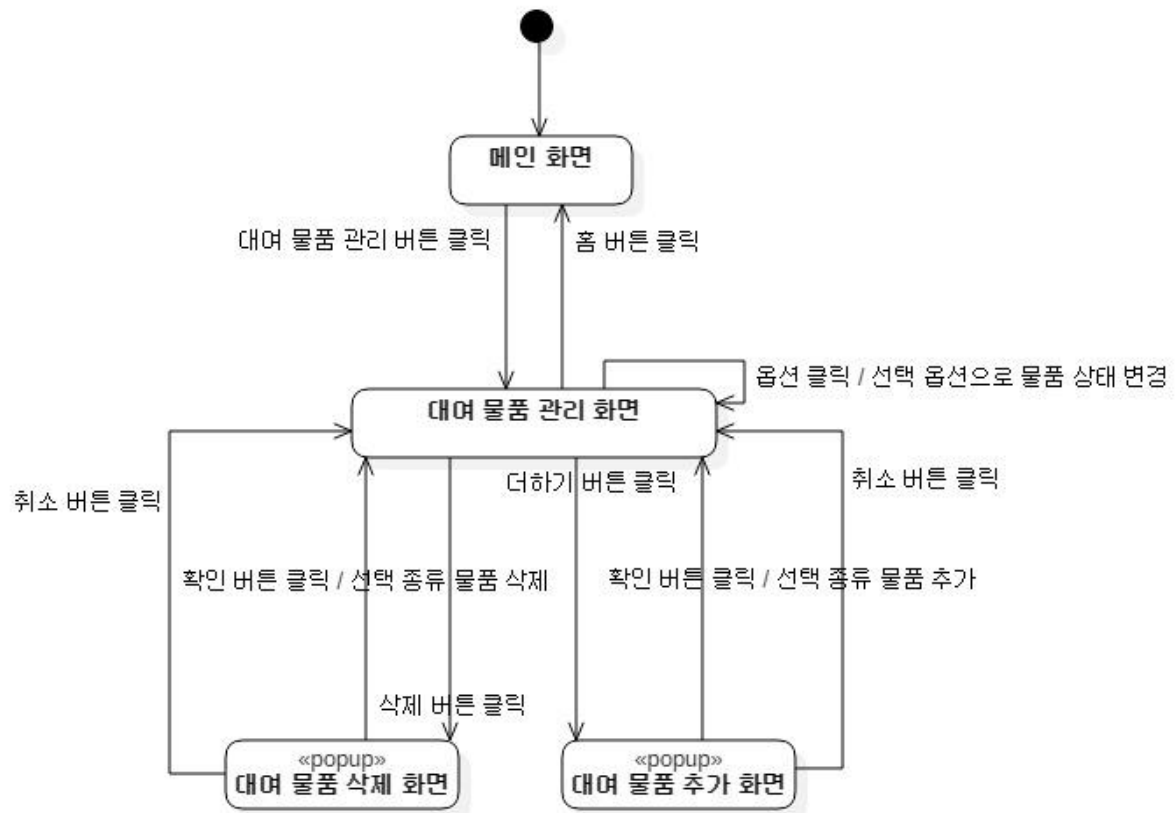 메인 화면
대여 물품 관리 버튼 클릭
홈 버튼 클릭
옵션 클릭 / 선택 옵션으로 물품 상태 변경
대여 물품 관리 화면
취소 버튼 클릭
더하기 버튼 클릭
취소 버튼 클릭
확인 버튼 클릭 / 선택 종류 물품 삭제
확인 버튼 클릭 / 선택 종류 물품 추가
삭제 버튼 클릭
«popup»
대여 물품 삭제 화면
«popup»
대여 물품 추가 화면